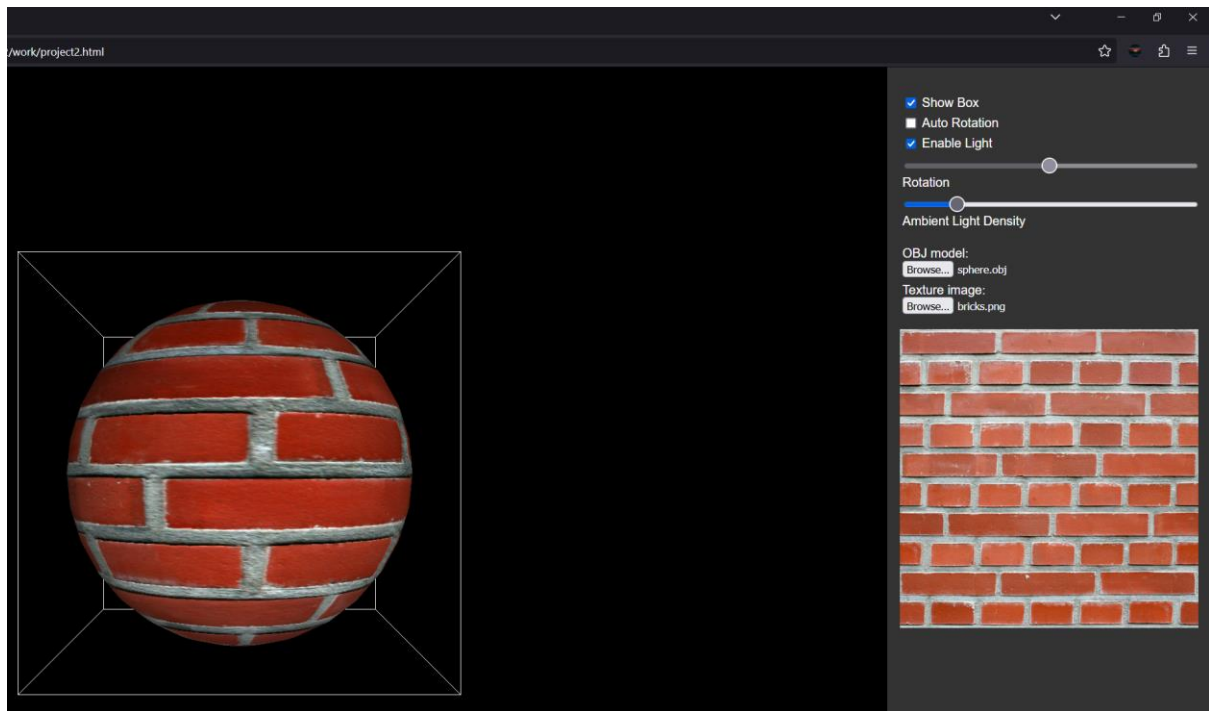 /work/project2.html
Show Box
Auto Rotation
Enable Light
Rotation
Ambient Light Density
OBJ model:
Browse... sphere.obj
Texture image:
Browse... bricks.png